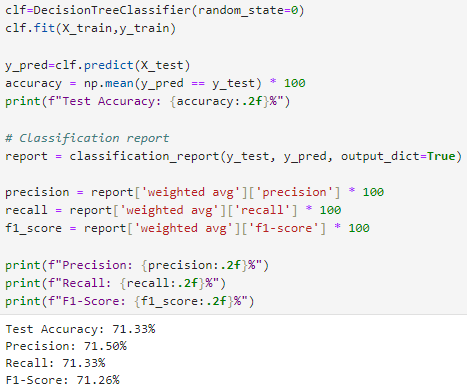 clf=DecisionTreeClassifier(random_state=0)
clf.fit(X_train,y_train)
y_pred=clf.predict(X_test)
accuracy = np.mean(y_pred == y_test) * 100
print(f"Test Accuracy: {accuracy:.2f}%")
# Classification report
report = classification_report(y_test, y_pred, output_dict=True)
precision = report['weighted avg']['precision'] * 100
recall = report['weighted avg']['recall'] * 100
f1_score = report['weighted avg']['f1-score'] * 100
print(f"Precision: {precision:.2f}%")
print(f"Recall: {recall:.2f}%")
print(f"F1-Score: {f1_score:.2f}%")
Test Accuracy: 71.33%
Precision: 71.50%
Recall: 71.33%
F1-Score: 71.26%